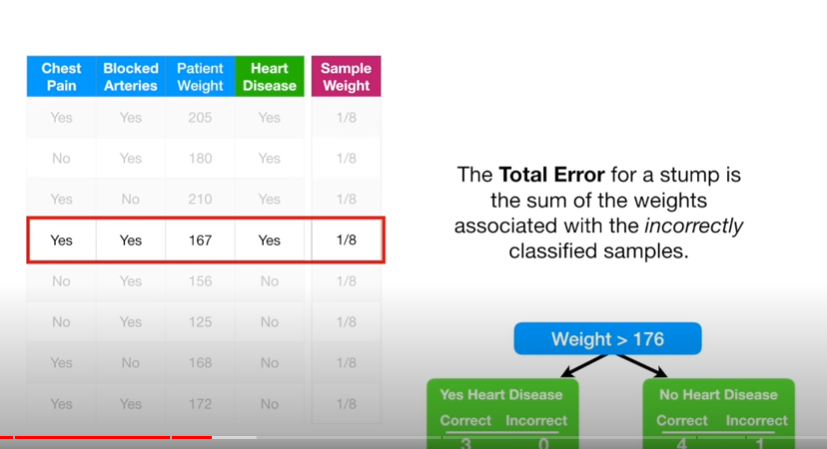 Chest Pain Blocked Arteries Patient Weight Heart Disease Sample Weight
Yes Yes 205 Yes 1/8
No Yes 180 Yes 1/8
Yes No 210 Yes 1/8
Yes Yes 167 Yes 1/8
No Yes 156 No 1/8
No Yes 125 No 1/8
Yes No 168 No 1/8
Yes Yes 172 No 1/8
The Total Error for a stump is
the sum of the weights
associated with the incorrectly
classified samples.
Weight > 176
Yes Heart Disease
Correct Incorrect
3 0
No Heart Disease
Correct Incorrect
4 1